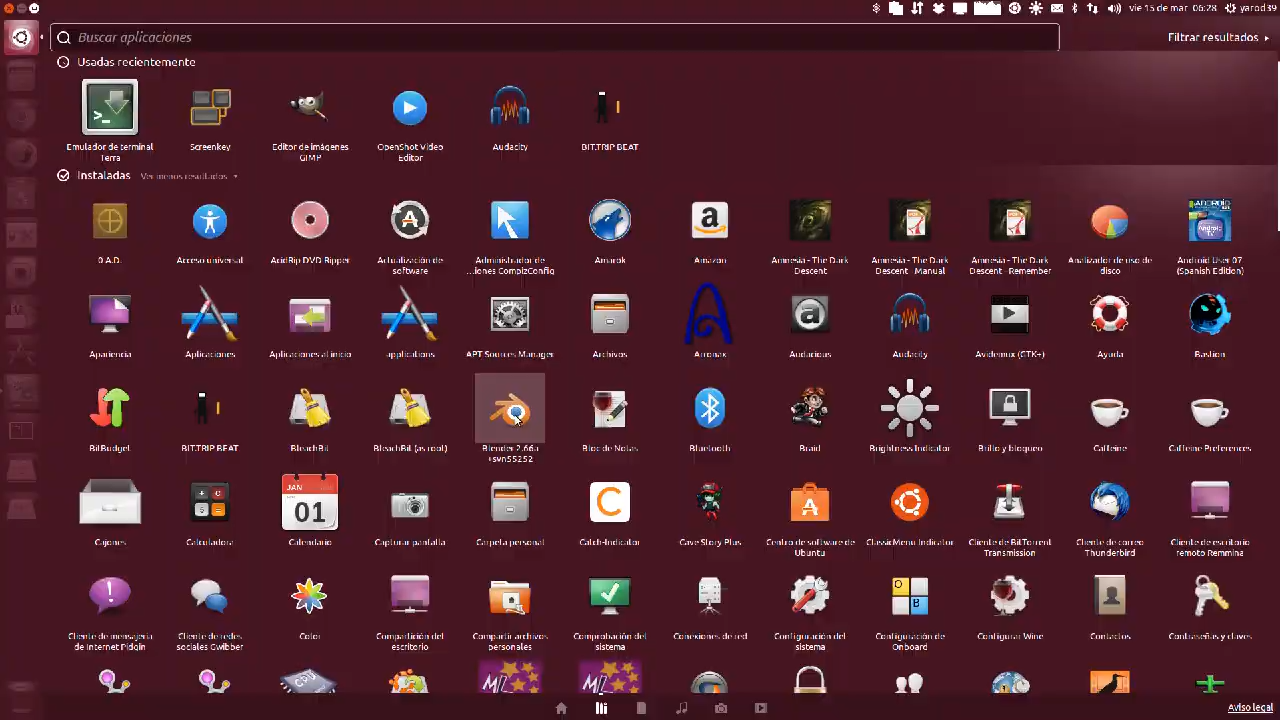 vie 15 de mar 06:28 yarod39
Buscar aplicaciones
Filtrar resultados
Usadas recientemente
Emulador de terminal Terra
Screenkey
Editor de imágenes GIMP
OpenShot Video Editor
Audacity
BIT.TRIP BEAT
Instaladas Ver menos resultados
0 A.D.
Acceso universal
AcidRip DVD Ripper
Actualización de software
Administrador de ...iones CompizConfig
Amarok
Amazon
Amnesia - The Dark Descent
Amnesia - The Dark Descent - Manual
Amnesia - The Dark Descent - Remember
Analizador de uso de disco
Android User 07 (Spanish Edition)
Apariencia
Aplicaciones
Aplicaciones al inicio
applications
APT Sources Manager
Archivos
Arronax
Audacious
Audacity
Avidemux (GTK+)
Ayuda
Bastion
BilBudget
BIT.TRIP BEAT
BleachBit
BleachBit (as root)
Blender 2.66a +svn55252
Bloc de Notas
Bluetooth
Braid
Brightness Indicator
Brillo y bloqueo
Caffeine
Caffeine Preferences
JAN
01
Cajones
Calculadora
Calendario
Capturar pantalla
Carpeta personal
Catch-Indicator
Cave Story Plus
Centro de software de Ubuntu
ClassicMenu Indicator
Cliente de BitTorrent Transmission
Cliente de correo Thunderbird
Cliente de escritorio remoto Remmina
Cliente de mensajería de Internet Pidgin
Cliente de redes sociales Gwibber
Color
Compartición del escritorio
Compartir archivos personales
Comprobación del sistema
Conexiones de red
Configuración del sistema
Configuración de Onboard
Configurar Wine
Contactos
Contraseñas y claves
Aviso legal